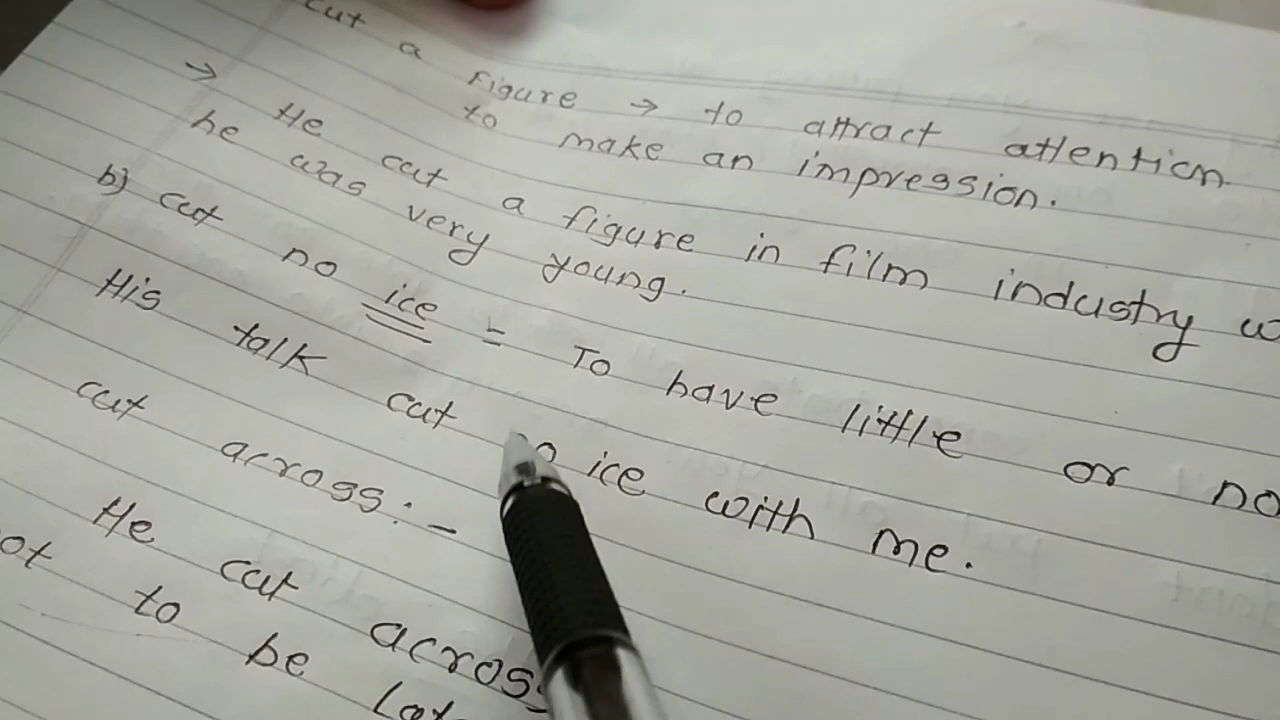 cut a figure → to attract attention.
to make an impression.
→ He cut a figure in film industry
he was very young.
b) cut no ice = To have little or no
His talk cut no ice with me.
cut across:-
He cut across
to be